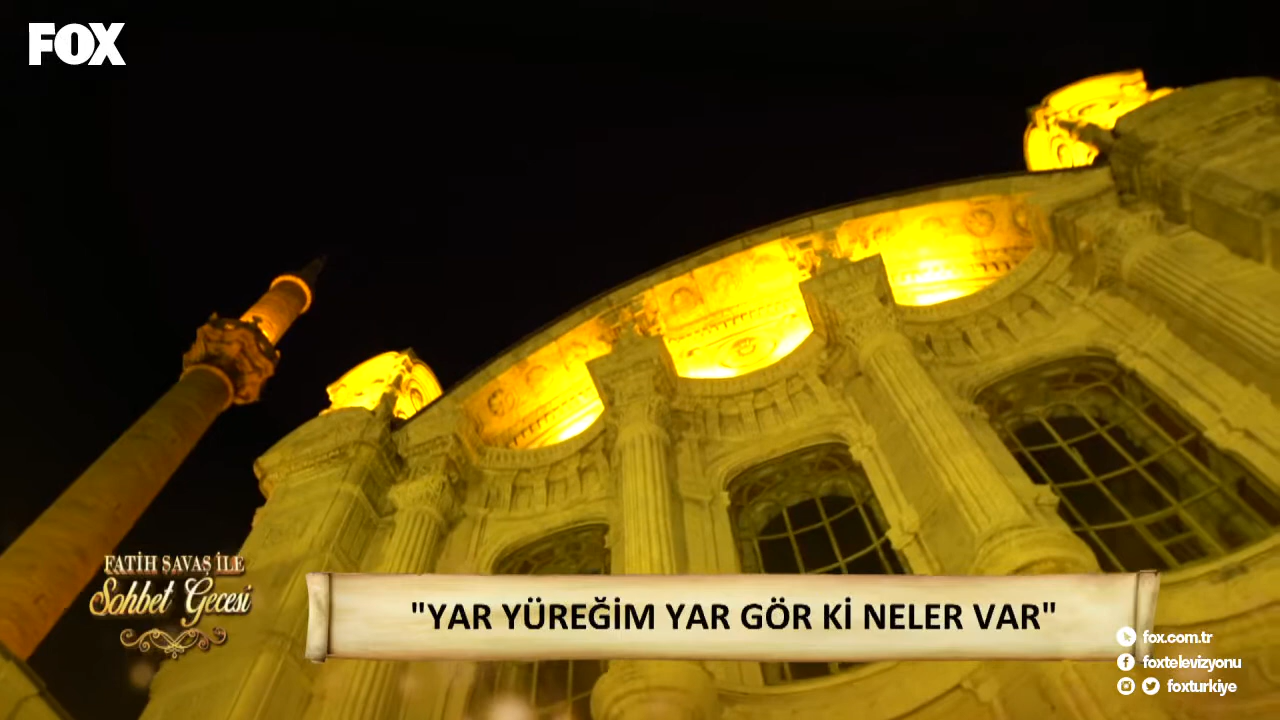 FOX
FATİH SAVAŞ İLE
Sohbet Gecesi
"YAR YÜREĞİM YAR GÖR Kİ NELER VAR"
fox.com.tr
foxtelevizyonu
foxturkiye